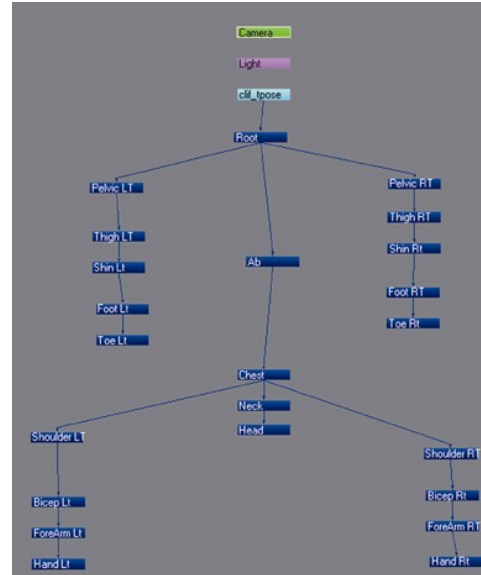 Camera
Light
clif_tpose
Root
Pelvic LT
Pelvic RT
Thigh RT
Thigh LT
Shin Rt
Ab
Shin Lt
Foot RT
Foot Lt
Toe Rt
Toe Lt
Chest
Neck
Head
Shoulder LT
Shoulder RT
Bicep Rt
Bicep Lt
ForeArm RT
ForeArm Lt
Hand Rt
Hand Lt